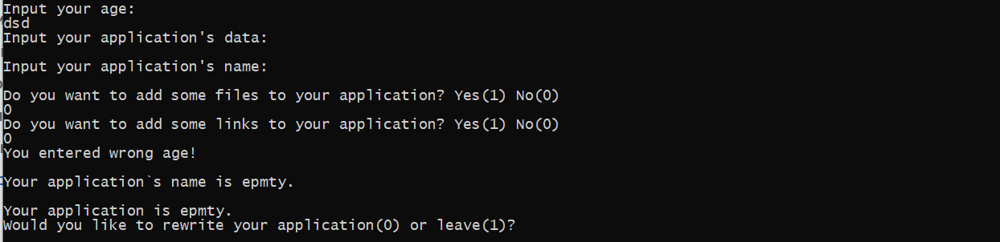 Input your age:
dsd
Input your application's data:
Input your application's name:
Do you want to add some files to your application? Yes(1) No(0)
0
Do you want to add some links to your application? Yes(1) No(0)
0
You entered wrong age!
Your application`s name is epmty.
Your application is epmty.
Would you like to rewrite your application(0) or leave(1)?